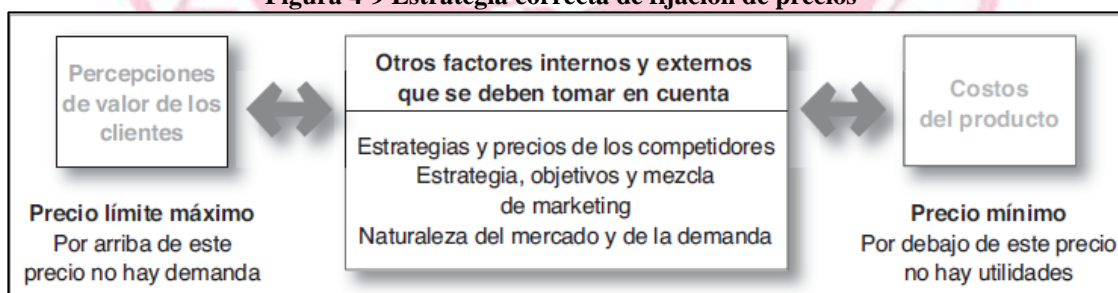 Figura 4-9 Estrategia correcta de fijación de precios
Percepciones
de valor de los
clientes
Precio límite máximo
Por arriba de este
precio no hay demanda
Otros factores internos y externos
que se deben tomar en cuenta
Estrategias y precios de los competidores
Estrategia, objetivos y mezcla
de marketing
Naturaleza del mercado y de la demanda
Costos
del producto
Precio mínimo
Por debajo de este precio
no hay utilidades